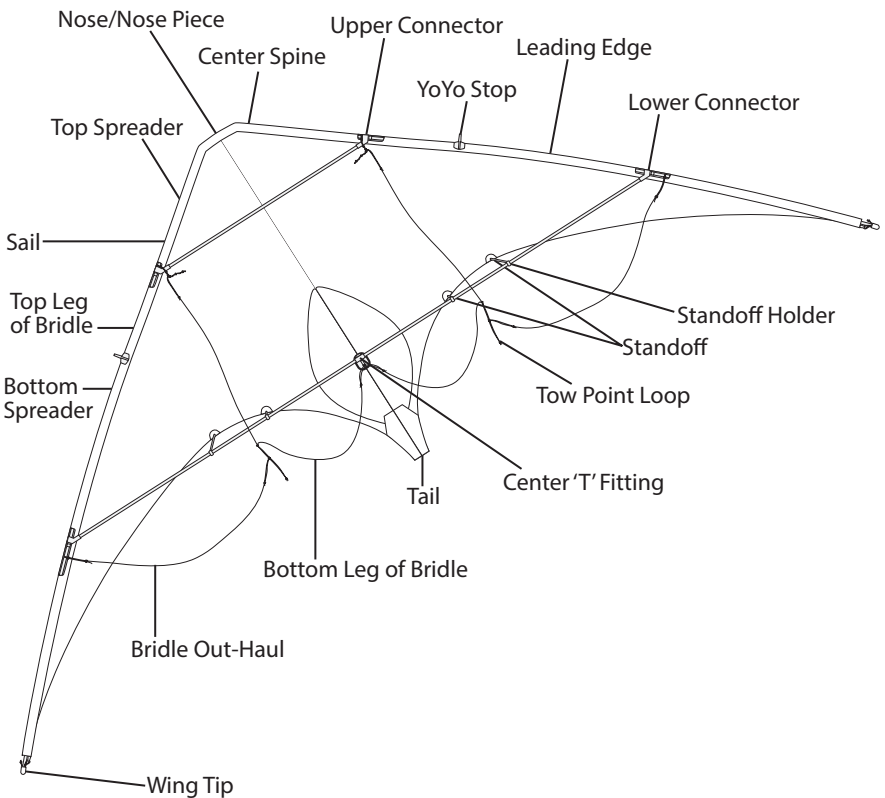 Nose/Nose Piece
Upper Connector
Leading Edge
Center Spine
YoYo Stop
Lower Connector
Top Spreader
Sail
Top Leg
of Bridle
Standoff Holder
Standoff
Bottom
Spreader
Tow Point Loop
Tail
Center ‘T’ Fitting
Bottom Leg of Bridle
Bridle Out-Haul
Wing Tip